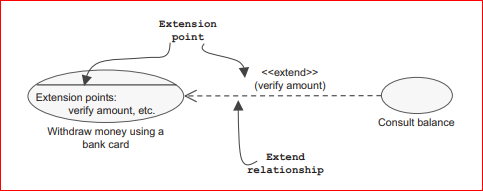 Extension
point
<<extend>>
(verify amount)
Extension points:
verify amount, etc.
Withdraw money using a
bank card
Consult balance
Extend
relationship